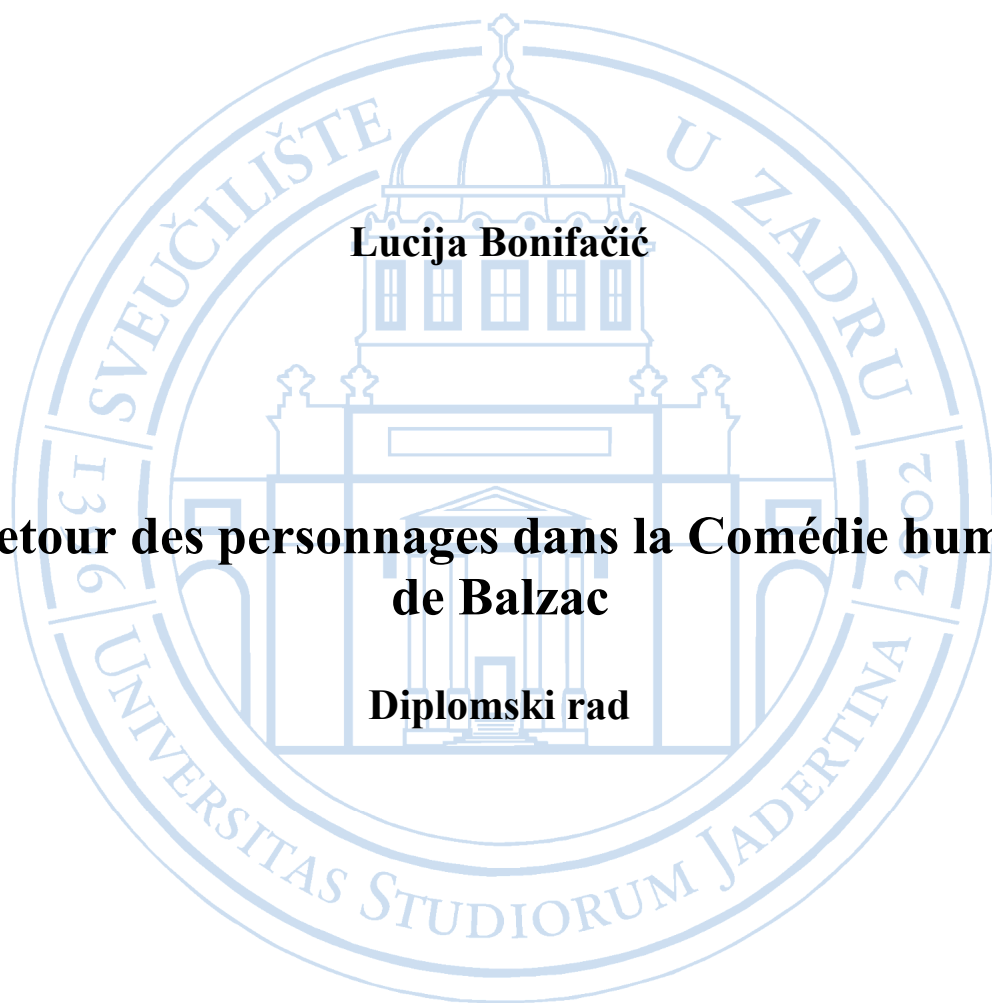 SVEUČILIŠTE U ZADRU
Lucija Bonifačić
1396
2002
etour des personnages dans la Comédie hum
de Balzac
Diplomski rad
UNIVERSITAS STUDIORUM JADERTINA